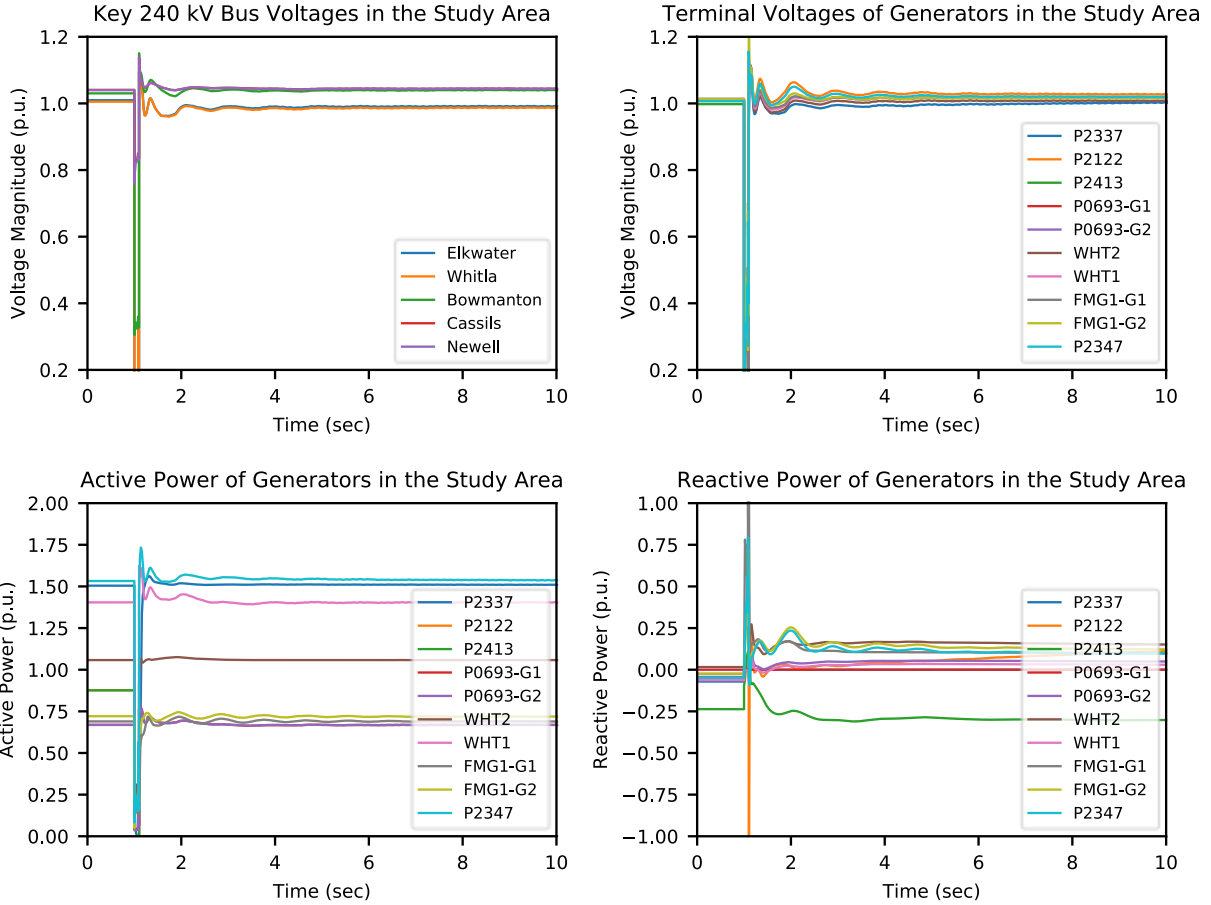 Key 240 kV Bus Voltages in the Study Area
1.2
1.0
0.8
0.6
0.4
0.2
Voltage Magnitude (p.u.)
Elkwater
Whitla
Bowmanton
Cassils
Newell
0 2 4 6 8 10
Time (sec)
Terminal Voltages of Generators in the Study Area
1.2
1.0
0.8
0.6
0.4
0.2
Voltage Magnitude (p.u.)
P2337
P2122
P2413
P0693-G1
P0693-G2
WHT2
WHT1
FMG1-G1
FMG1-G2
P2347
0 2 4 6 8 10
Time (sec)
Active Power of Generators in the Study Area
2.00
1.75
1.50
1.25
1.00
0.75
0.50
0.25
0.00
Active Power (p.u.)
P2337
P2122
P2413
P0693-G1
P0693-G2
WHT2
WHT1
FMG1-G1
FMG1-G2
P2347
0 2 4 6 8 10
Time (sec)
Reactive Power of Generators in the Study Area
1.00
0.75
0.50
0.25
0.00
−0.25
−0.50
−0.75
−1.00
Reactive Power (p.u.)
P2337
P2122
P2413
P0693-G1
P0693-G2
WHT2
WHT1
FMG1-G1
FMG1-G2
P2347
0 2 4 6 8 10
Time (sec)